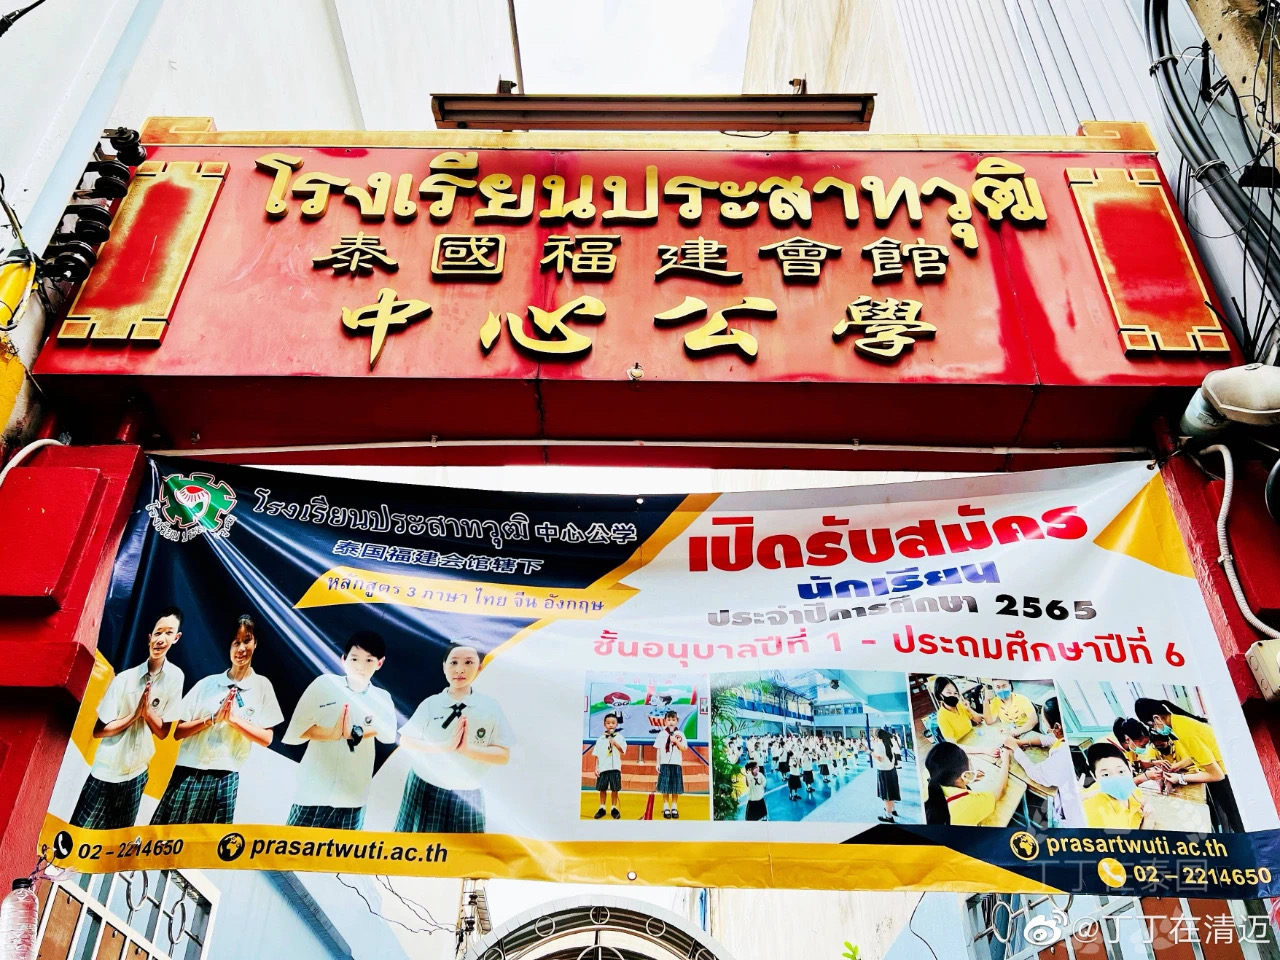 โรงเรียนประสาทวุฒิ
泰國福建會館
中心公學
โรงเรียนประสาทวุฒิ 中心公学
泰国福建会馆辖下
หลักสูตร 3 ภาษา ไทย จีน อังกฤษ
เปิดรับสมัคร
นักเรียน
ประจำปีการศึกษา 2565
ชั้นอนุบาลปีที่ 1 - ประถมศึกษาปีที่ 6
02 - 2214650
prasartwuti.ac.th
prasartwuti.ac.th
02 - 2214650
丁丁在泰国
@丁丁在清迈